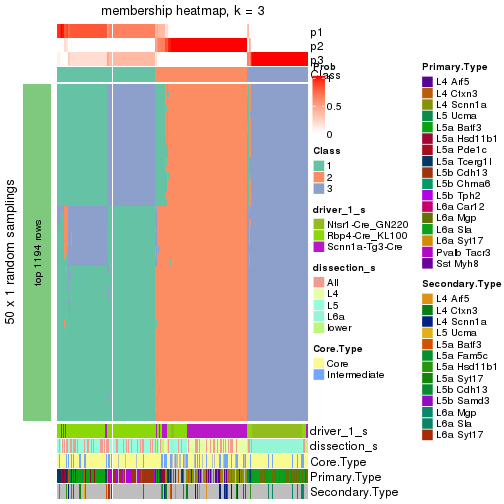 membership heatmap, k = 3
p1
p2
p3
Class
50 x 1 random samplings
top 1194 rows
driver_1_s
dissection_s
Core.Type
Primary.Type
Secondary.Type
Prob
1
0.5
0
Class
1
2
3
driver_1_s
Ntsr1-Cre_GN220
Rbp4-Cre_KL100
Scnn1a-Tg3-Cre
dissection_s
All
L4
L5
L6a
lower
Core.Type
Core
Intermediate
Primary.Type
L4 Arf5
L4 Ctxn3
L4 Scnn1a
L5 Ucma
L5a Batf3
L5a Hsd11b1
L5a Pde1c
L5a Tcerg1l
L5b Cdh13
L5b Chrna6
L5b Tph2
L6a Car12
L6a Mgp
L6a Sla
L6a Syt17
Pvalb Tacr3
Sst Myh8
Secondary.Type
L4 Arf5
L4 Ctxn3
L4 Scnn1a
L5 Ucma
L5a Batf3
L5a Fam5c
L5a Hsd11b1
L5a Syt17
L5b Cdh13
L5b Samd3
L6a Mgp
L6a Sla
L6a Syt17